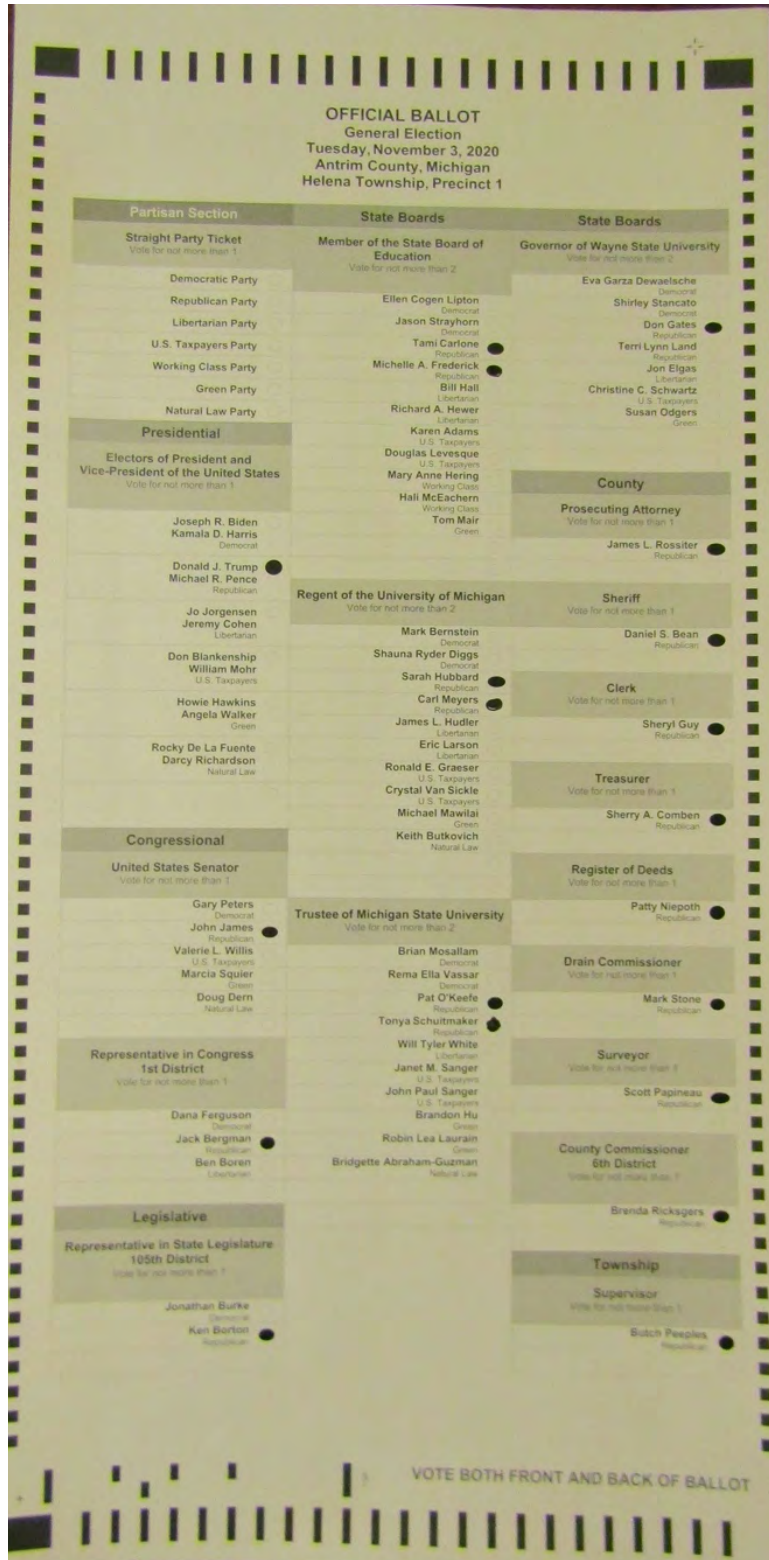 OFFICIAL BALLOT
General Election
Tuesday, November 3, 2020
Antrim County, Michigan
Helena Township, Precinct 1
Partisan Section
Straight Party Ticket
Vote for not more than 1
Democratic Party
Republican Party
Libertarian Party
U.S. Taxpayers Party
Working Class Party
Green Party
Natural Law Party
Presidential
Electors of President and
Vice-President of the United States
Vote for not more than 1
Joseph R. Biden
Kamala D. Harris
Democrat
Donald J. Trump
Michael R. Pence
Republican
Jo Jorgensen
Jeremy Cohen
Libertarian
Don Blankenship
William Mohr
U.S. Taxpayers
Howie Hawkins
Angela Walker
Green
Rocky De La Fuente
Darcy Richardson
Natural Law
Congressional
United States Senator
Vote for not more than 1
Gary Peters
Democrat
John James
Republican
Valerie L. Willis
U.S. Taxpayers
Marcia Squier
Green
Doug Dern
Natural Law
Representative in Congress
1st District
Vote for not more than 1
Dana Ferguson
Democrat
Jack Bergman
Republican
Ben Boren
Libertarian
Legislative
Representative in State Legislature
105th District
Vote for not more than 1
Jonathan Burke
Democrat
Ken Borton
Republican
State Boards
Member of the State Board of
Education
Vote for not more than 2
Ellen Cogen Lipton
Democrat
Jason Strayhorn
Democrat
Tami Carlone
Republican
Michelle A. Frederick
Republican
Bill Hall
Libertarian
Richard A. Hewer
Libertarian
Karen Adams
U.S. Taxpayers
Douglas Levesque
U.S. Taxpayers
Mary Anne Hering
Working Class
Hali McEachern
Working Class
Tom Mair
Green
Regent of the University of Michigan
Vote for not more than 2
Mark Bernstein
Democrat
Shauna Ryder Diggs
Democrat
Sarah Hubbard
Republican
Carl Meyers
Republican
James L. Hudler
Libertarian
Eric Larson
Libertarian
Ronald E. Graeser
U.S. Taxpayers
Crystal Van Sickle
U.S. Taxpayers
Michael Mawilai
Green
Keith Butkovich
Natural Law
Trustee of Michigan State University
Vote for not more than 2
Brian Mosallam
Democrat
Rema Ella Vassar
Democrat
Pat O'Keefe
Republican
Tonya Schuitmaker
Republican
Will Tyler White
Libertarian
Janet M. Sanger
U.S. Taxpayers
John Paul Sanger
U.S. Taxpayers
Brandon Hu
Green
Robin Lea Laurain
Green
Bridgette Abraham-Guzman
Natural Law
State Boards
Governor of Wayne State University
Vote for not more than 2
Eva Garza Dewaelsche
Democrat
Shirley Stancato
Democrat
Don Gates
Republican
Terri Lynn Land
Republican
Jon Elgas
Libertarian
Christine C. Schwartz
U.S. Taxpayers
Susan Odgers
Green
County
Prosecuting Attorney
Vote for not more than 1
James L. Rossiter
Republican
Sheriff
Vote for not more than 1
Daniel S. Bean
Republican
Clerk
Vote for not more than 1
Sheryl Guy
Republican
Treasurer
Vote for not more than 1
Sherry A. Comben
Republican
Register of Deeds
Vote for not more than 1
Patty Niepoth
Republican
Drain Commissioner
Vote for not more than 1
Mark Stone
Republican
Surveyor
Vote for not more than 1
Scott Papineau
Republican
County Commissioner
6th District
Vote for not more than 1
Brenda Ricksgers
Republican
Township
Supervisor
Vote for not more than 1
Butch Peeples
Republican
VOTE BOTH FRONT AND BACK OF BALLOT